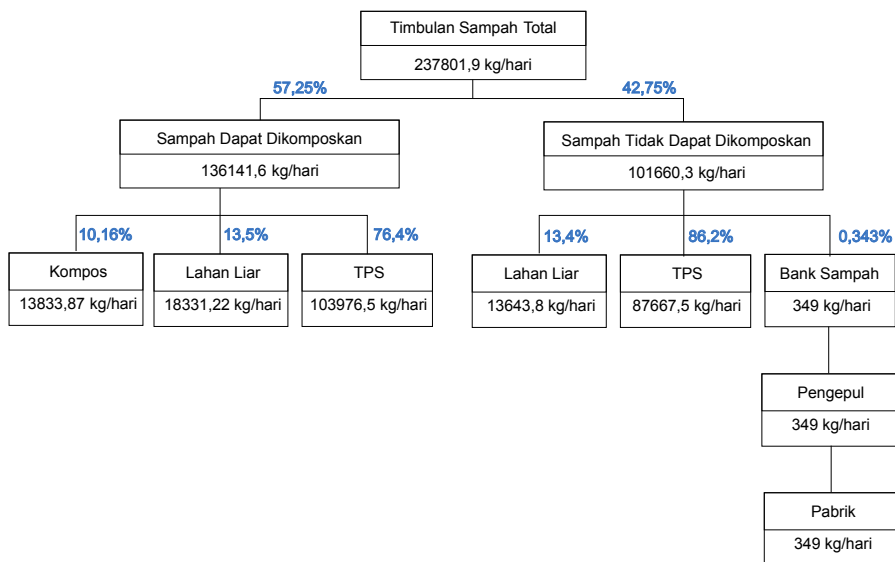 Timbulan Sampah Total
237801,9 kg/hari
57,25%
42,75%
Sampah Dapat Dikomposkan
136141,6 kg/hari
Sampah Tidak Dapat Dikomposkan
101660,3 kg/hari
10,16%
13,5%
76,4%
13,4%
86,2%
0,343%
Kompos
13833,87 kg/hari
Lahan Liar
18331,22 kg/hari
TPS
103976,5 kg/hari
Lahan Liar
13643,8 kg/hari
TPS
87667,5 kg/hari
Bank Sampah
349 kg/hari
Pengepul
349 kg/hari
Pabrik
349 kg/hari